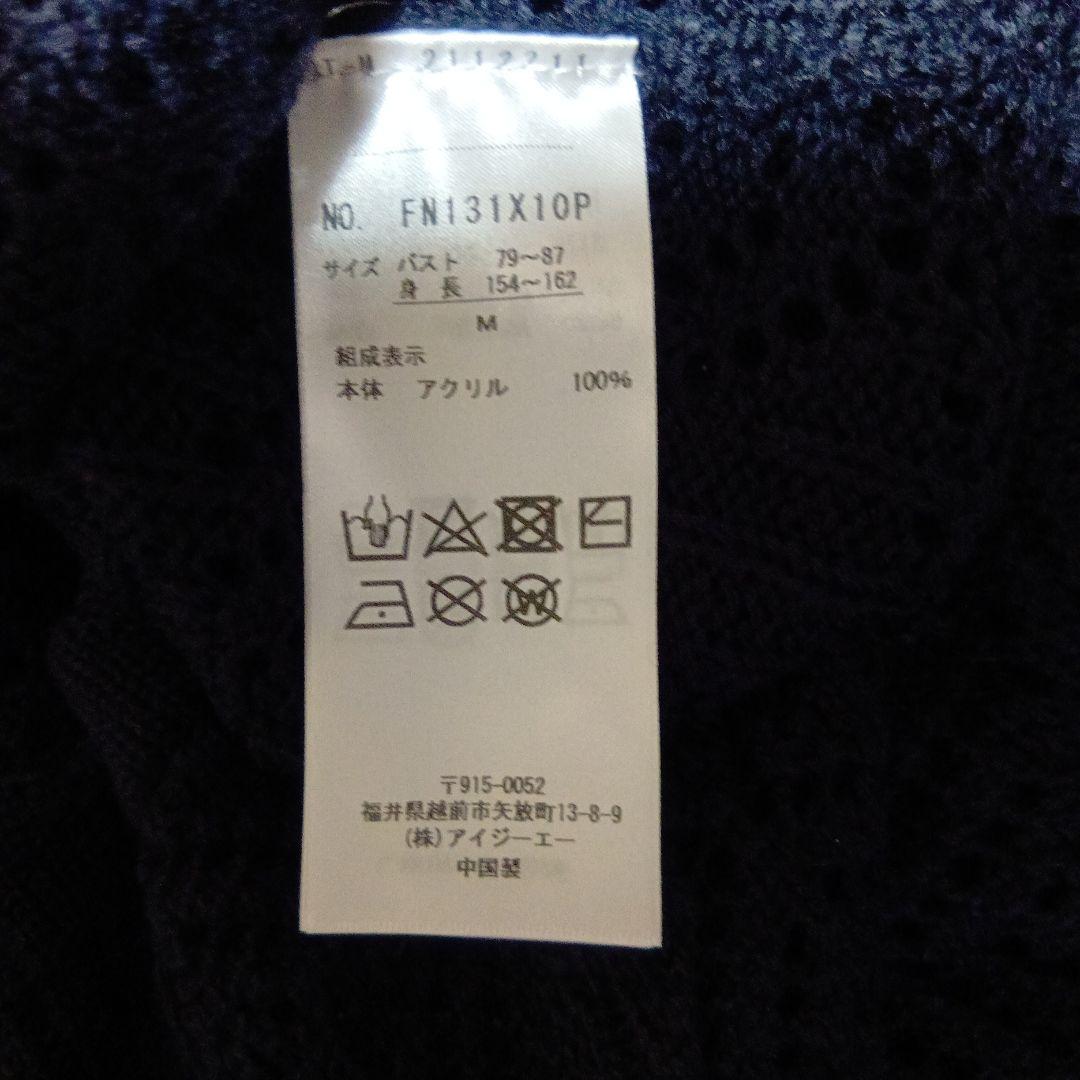 2112211
NO. FN131X10P
サイズ バスト 79～87
身 長 154～162
M
組成表示
本体 アクリル 100%
W
〒915-0052
福井県越前市矢放町13-8-9
(株)アイジーエー
中国製